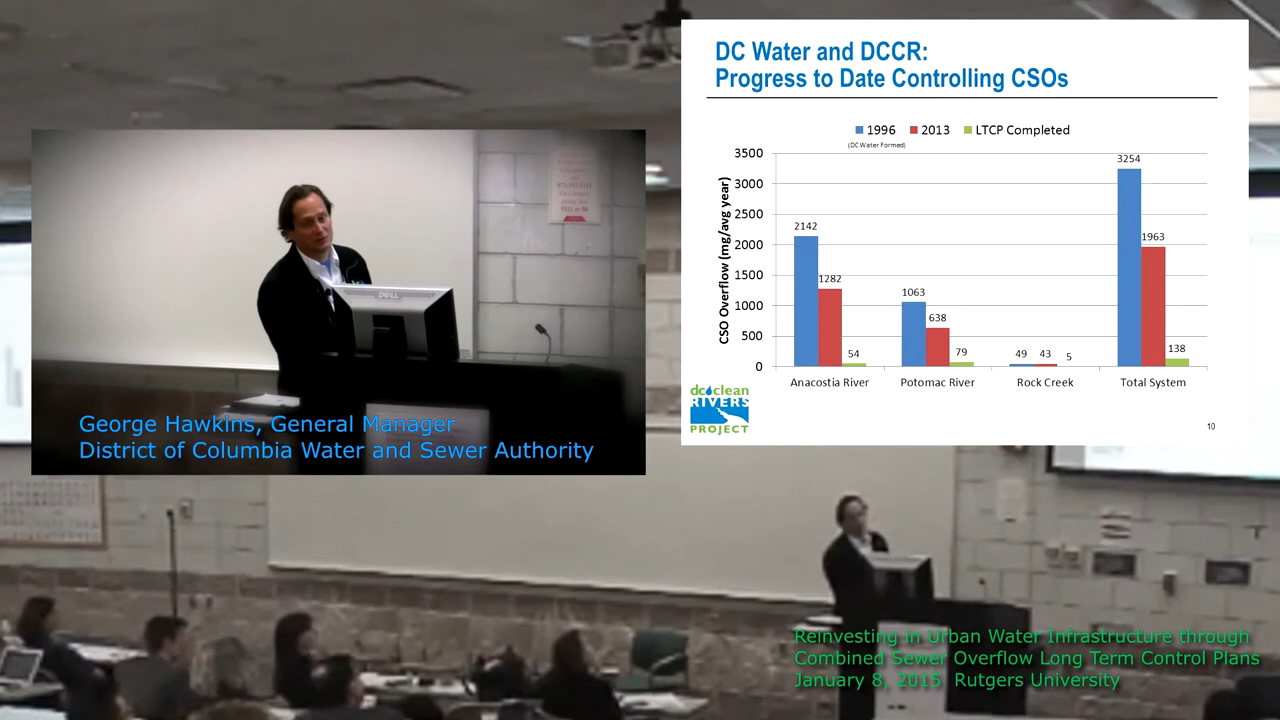 DC Water and DCCR:
Progress to Date Controlling CSOs
1996
2013
LTCP Completed
(DC Water Formed)
CSO Overflow (mg/avg year)
3500
3000
2500
2000
1500
1000
500
0
2142
1282
54
1063
638
79
49
43
5
3254
1963
138
Anacostia River
Potomac River
Rock Creek
Total System
dc clean
RIVERS
PROJECT
10
DELL
George Hawkins, General Manager
District of Columbia Water and Sewer Authority
Reinvesting in Urban Water Infrastructure through
Combined Sewer Overflow Long Term Control Plans
January 8, 2015 Rutgers University